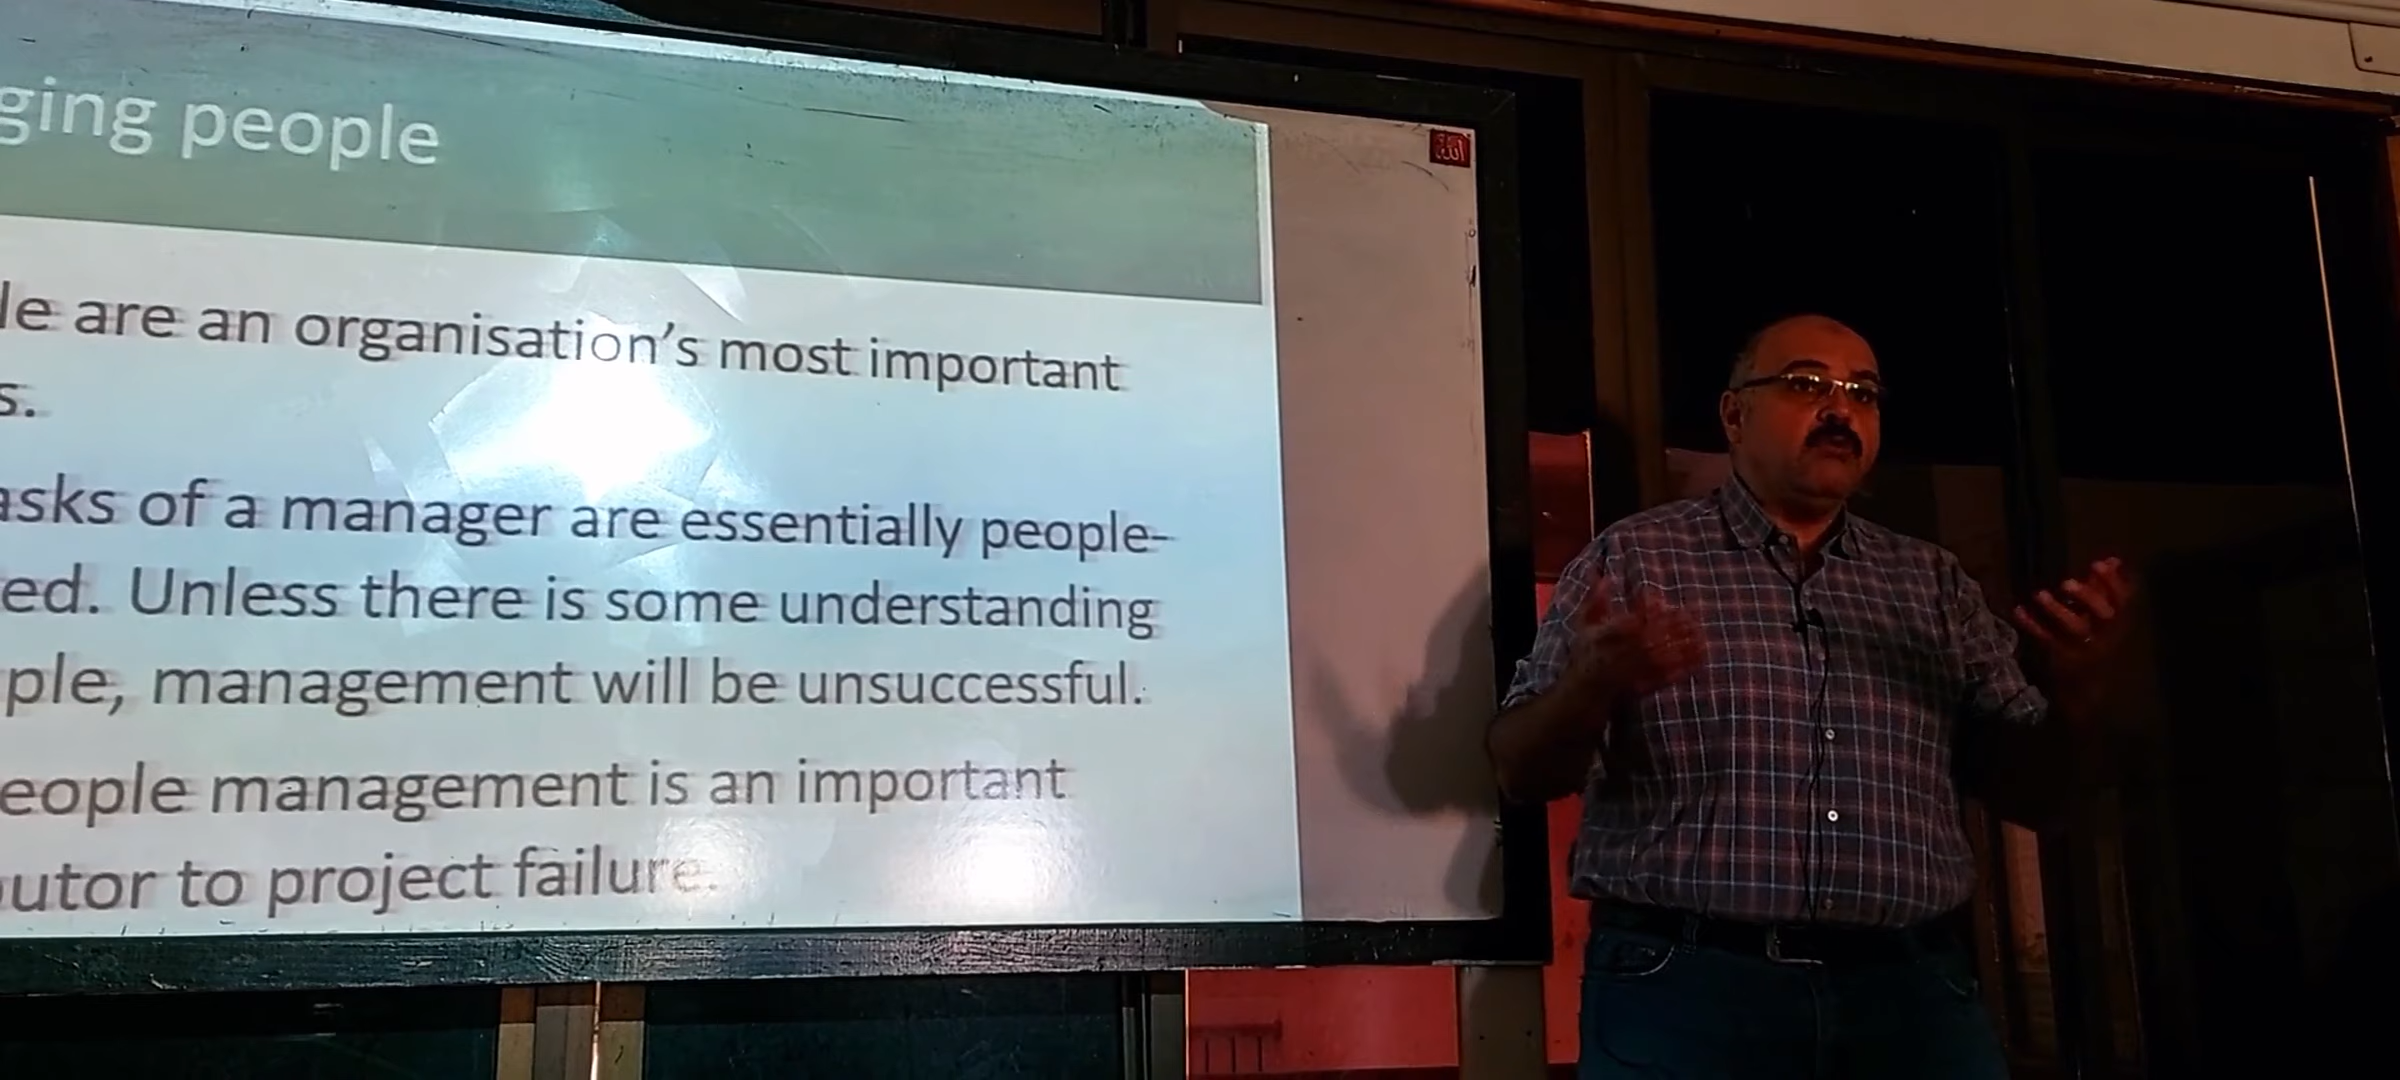 ging people
le are an organisation's most important
s.
asks of a manager are essentially people-
ed. Unless there is some understanding
ple, management will be unsuccessful.
eople management is an important
utor to project failure.
الله